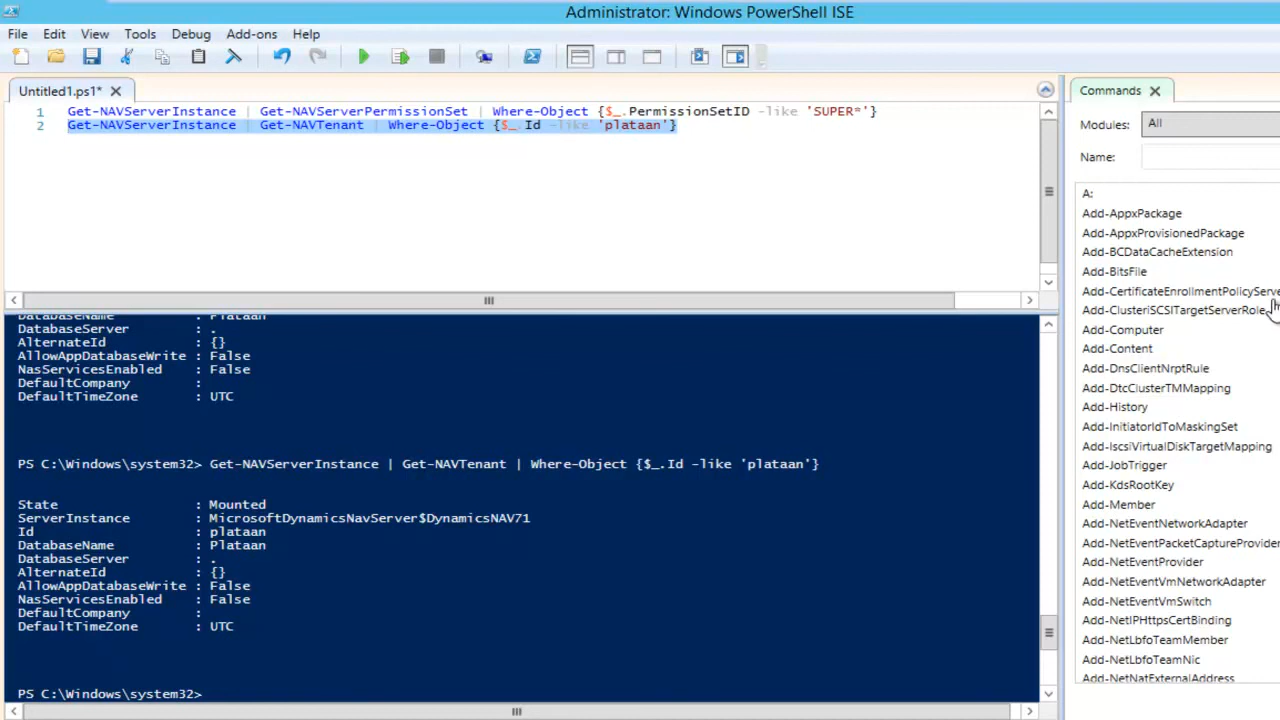 Administrator: Windows PowerShell ISE
File Edit View Tools Debug Add-ons Help
Untitled1.ps1*
Commands
1 Get-NAVServerInstance | Get-NAVServerPermissionSet | Where-Object {$_.PermissionSetID -like 'SUPER*'}
2 Get-NAVServerInstance | Get-NAVTenant | Where-Object {$_.Id -like 'plataan'}
Modules: All
Name:
A:
Add-AppxPackage
Add-AppxProvisionedPackage
Add-BCDataCacheExtension
Add-BitsFile
Add-CertificateEnrollmentPolicyServe
Add-ClusteriSCSITargetServerRole
Add-Computer
Add-Content
Add-DnsClientNrptRule
Add-DtcClusterTMMapping
Add-History
Add-InitiatorIdToMaskingSet
Add-IscsiVirtualDiskTargetMapping
Add-JobTrigger
Add-KdsRootKey
Add-Member
Add-NetEventNetworkAdapter
Add-NetEventPacketCaptureProvider
Add-NetEventProvider
Add-NetEventVmNetworkAdapter
Add-NetEventVmSwitch
Add-NetIPHttpsCertBinding
Add-NetLbfoTeamMember
Add-NetLbfoTeamNic
Add-NetNatExternalAddress
DatabaseName : Plataan
DatabaseServer : .
AlternateId : {}
AllowAppDatabaseWrite : False
NasServicesEnabled : False
DefaultCompany :
DefaultTimeZone : UTC
PS C:\Windows\system32> Get-NAVServerInstance | Get-NAVTenant | Where-Object {$_.Id -like 'plataan'}
State : Mounted
ServerInstance : MicrosoftDynamicsNavServer$DynamicsNAV71
Id : plataan
DatabaseName : Plataan
DatabaseServer : .
AlternateId : {}
AllowAppDatabaseWrite : False
NasServicesEnabled : False
DefaultCompany :
DefaultTimeZone : UTC
PS C:\Windows\system32>